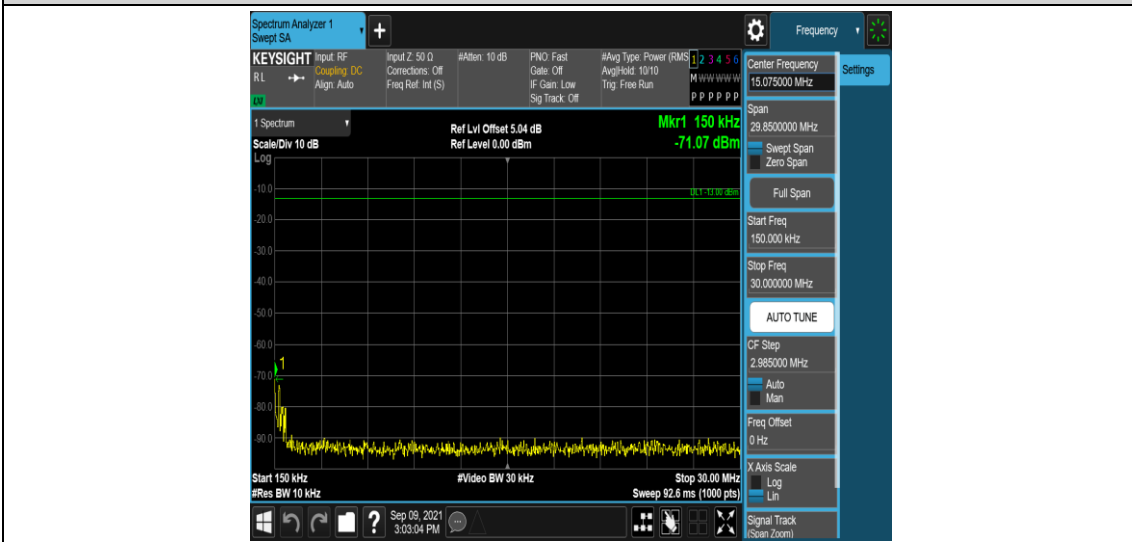 Spectrum Analyzer 1
Swept SA
+
Frequency
KEYSIGHT
RL
LXI
Input: RF
Coupling: DC
Align: Auto
Input Z: 50 Ω
Corrections: Off
Freq Ref: Int (S)
#Atten: 10 dB
PNO: Fast
Gate: Off
IF Gain: Low
Sig Track: Off
#Avg Type: Power (RMS
Avg|Hold: 10/10
Trig: Free Run
1 2 3 4 5 6
M W W W W W
P P P P P P
1 Spectrum
Scale/Div 10 dB
Ref Lvl Offset 5.04 dB
Ref Level 0.00 dBm
Mkr1 150 kHz
-71.07 dBm
Log
-10.0
DL1 -13.00 dBm
-20.0
-30.0
-40.0
-50.0
-60.0
1
-70.0
-80.0
-90.0
Start 150 kHz
#Video BW 30 kHz
Stop 30.00 MHz
#Res BW 10 kHz
Sweep 92.6 ms (1000 pts)
?
Sep 09, 2021
3:03:04 PM
Center Frequency
15.075000 MHz
Settings
Span
29.8500000 MHz
Swept Span
Zero Span
Full Span
Start Freq
150.000 kHz
Stop Freq
30.000000 MHz
AUTO TUNE
CF Step
2.985000 MHz
Auto
Man
Freq Offset
0 Hz
X Axis Scale
Log
Lin
Signal Track
(Span Zoom)